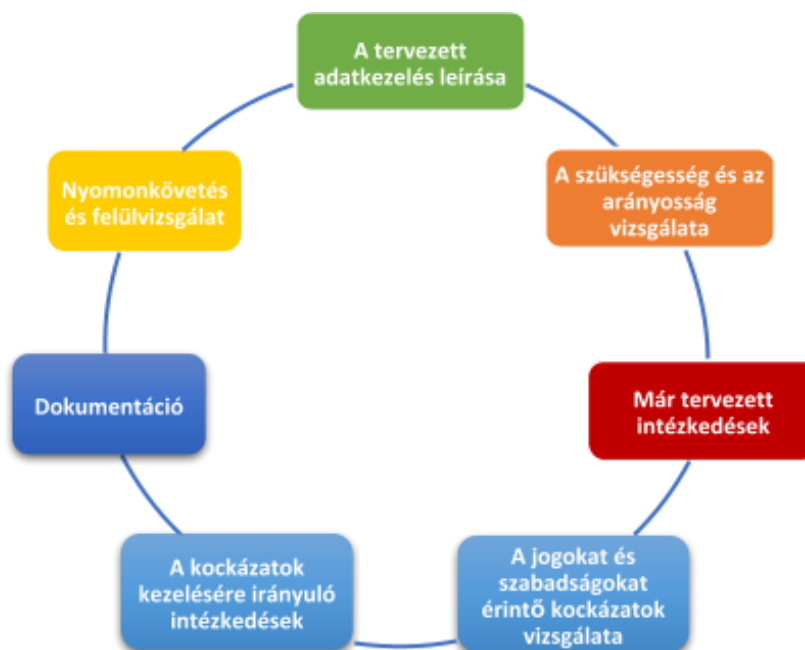 A tervezett
adatkezelés leírása
A szükségesség és az
arányosság
vizsgálata
Már tervezett
intézkedések
A jogokat és
szabadságokat
érintő kockázatok
vizsgálata
A kockázatok
kezelésére irányuló
intézkedések
Dokumentáció
Nyomonkövetés
és felülvizsgálat